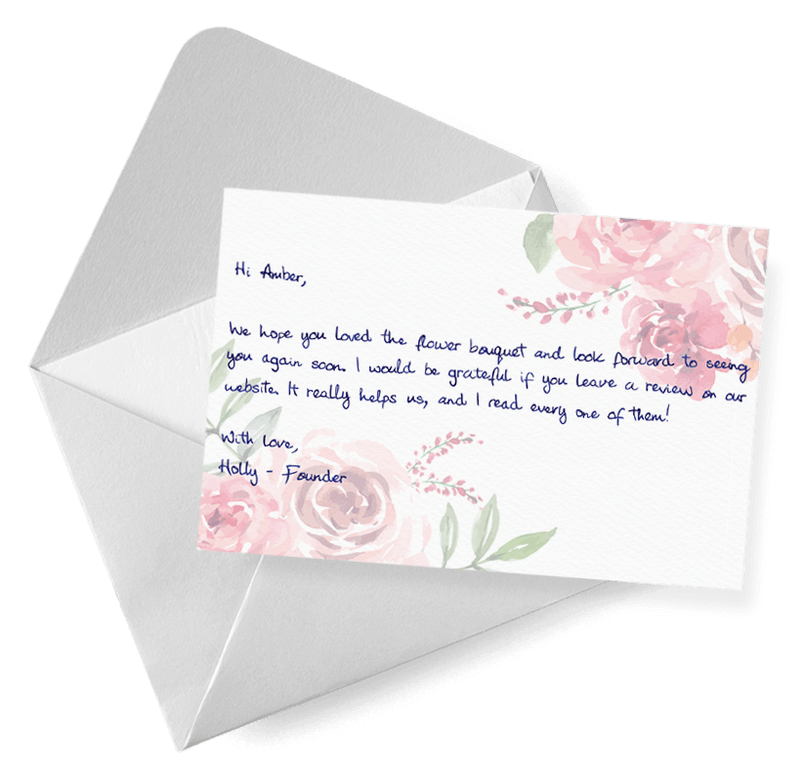 Hi Amber,
We hope you loved the flower bouquet and look forward to seeing
you again soon. I would be grateful if you leave a review on our
website. It really helps us, and I read every one of them!
With love,
Holly - Founder